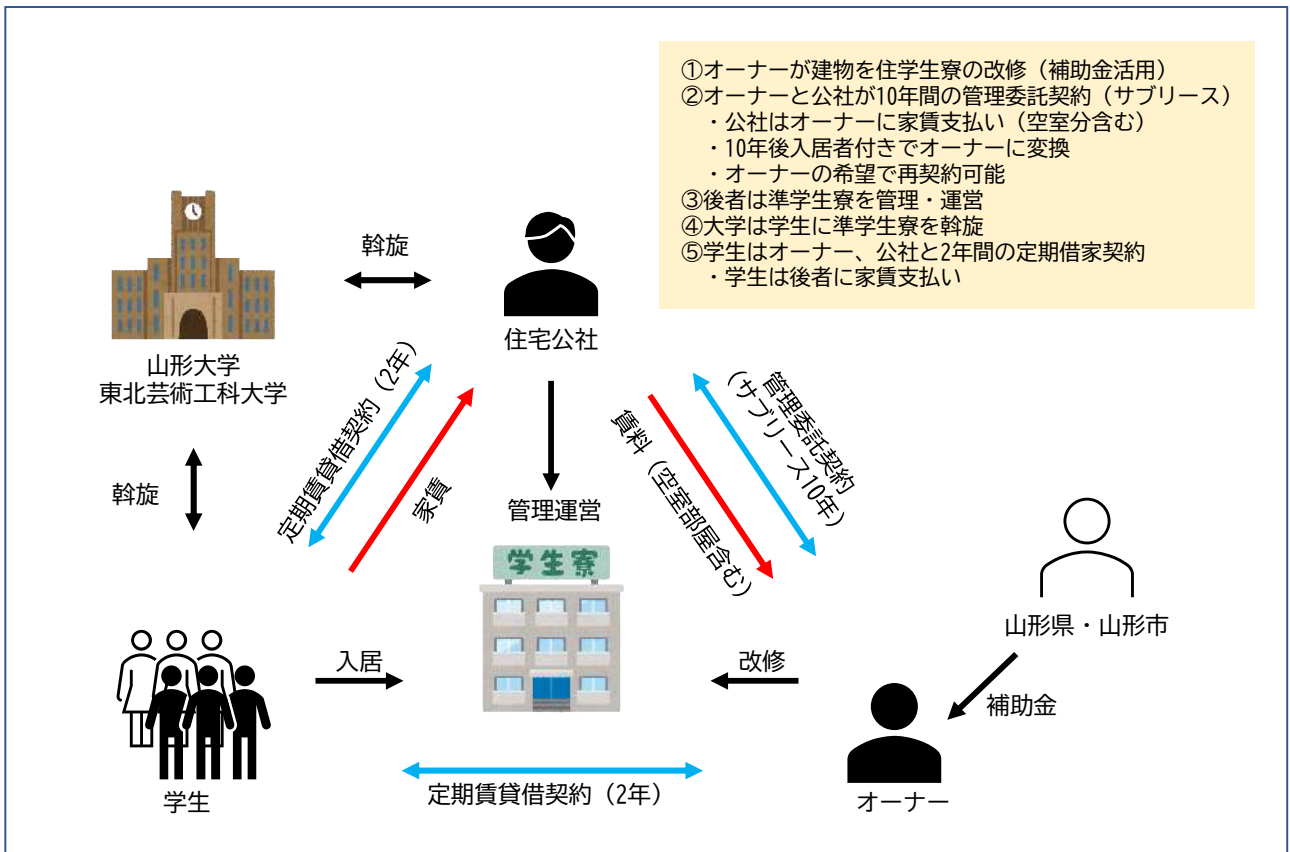 ①オーナーが建物を住学生寮の改修（補助金活用）
②オーナーと公社が10年間の管理委託契約（サブリース）
・公社はオーナーに家賃支払い（空室分含む）
・10年後入居者付きでオーナーに変換
・オーナーの希望で再契約可能
③後者は準学生寮を管理・運営
④大学は学生に準学生寮を斡旋
⑤学生はオーナー、公社と2年間の定期借家契約
・学生は後者に家賃支払い
斡旋
住宅公社
山形大学
東北芸術工科大学
定期賃貸借契約（2年）
家賃
賃料（空室部屋含む）
管理委託契約
（サブリース10年）
斡旋
管理運営
学生寮
山形県・山形市
入居
改修
補助金
学生
定期賃貸借契約（2年）
オーナー